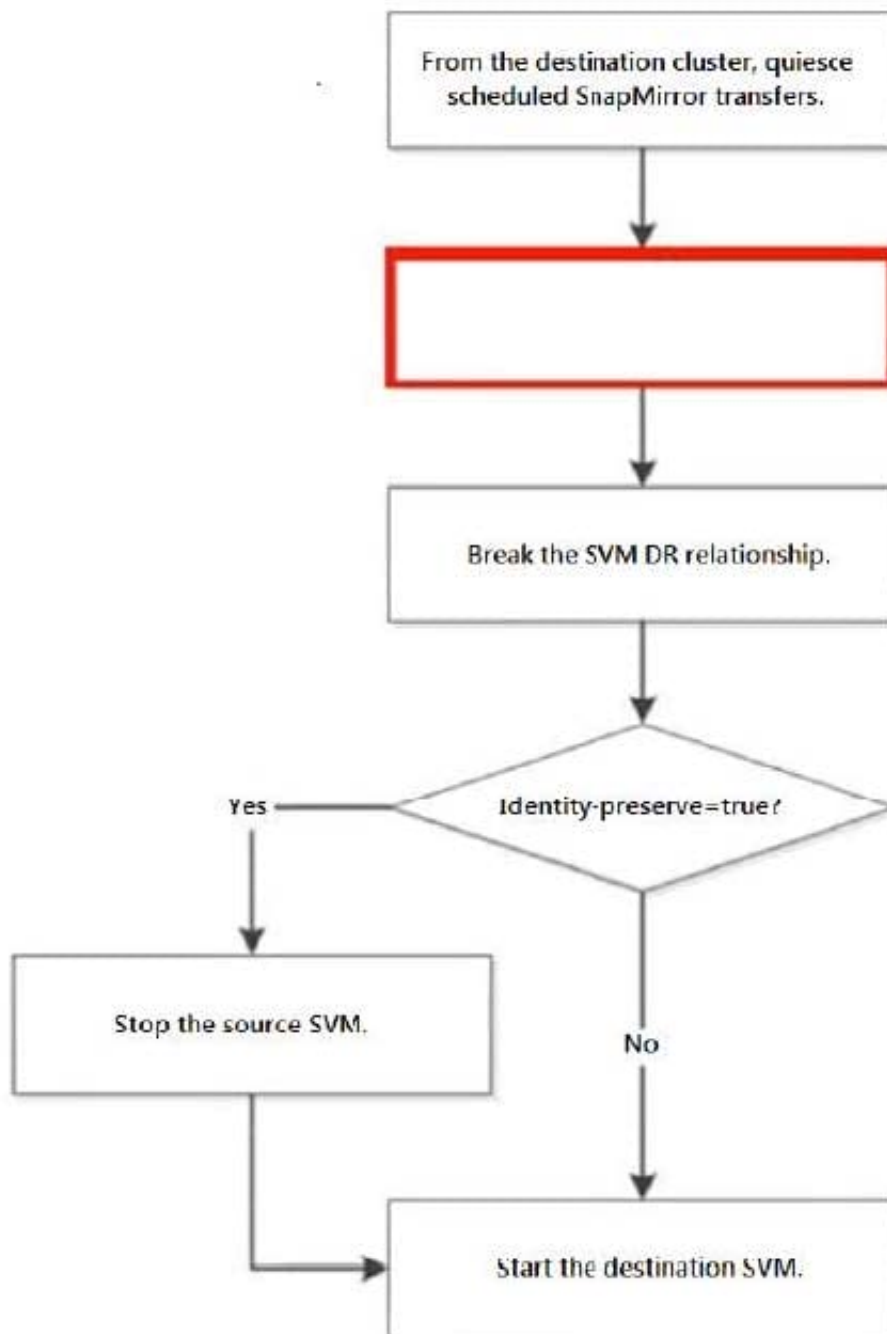 From the destination cluster, quiesce
scheduled SnapMirror transfers.
Break the SVM DR relationship.
Identity-preserve=true?
Yes
Stop the source SVM.
No
Start the destination SVM.